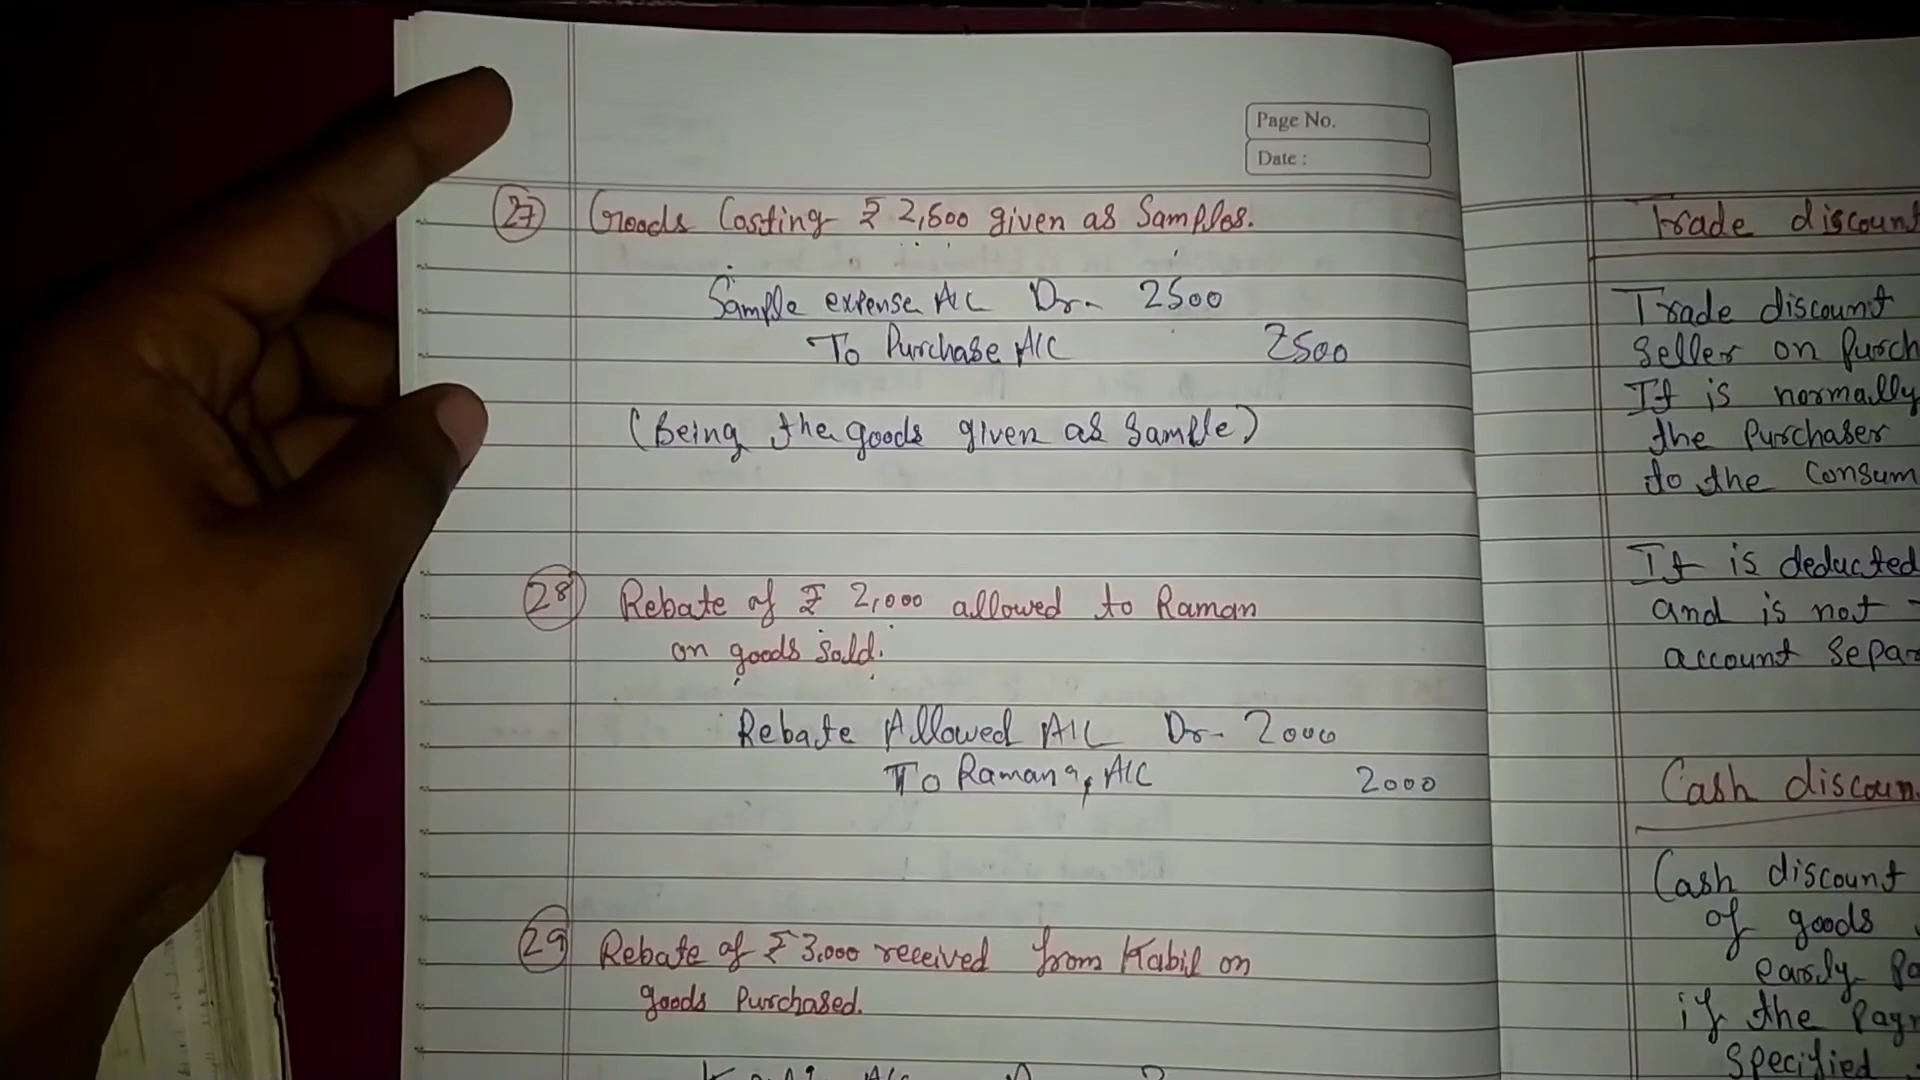 Page No.
Date :
27 Goods Costing ₹ 2,500 given as Samples.
Sample expense A/C Dr. 2500
To Purchase A/C 2500
(Being the goods given as Sample)
28 Rebate of ₹ 2,000 allowed to Raman
on goods sold.
Rebate Allowed A/C Dr. 2000
To Raman's A/C 2000
29 Rebate of ₹ 3,000 received from Kabil on
goods Purchased.
Trade discount
Trade discount
Seller on Purch
It is normally
the Purchaser
to the Consum
It is deducted
and is not
account Separ
Cash discoun
Cash discount
of goods
early Pa
if the Paym
Specified